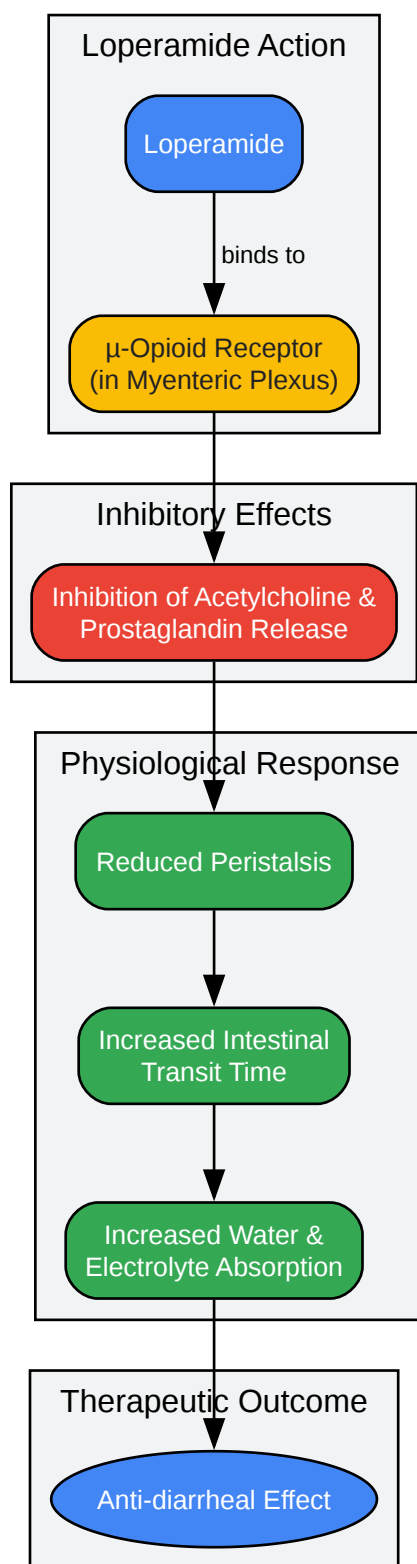 Loperamide Action
Loperamide
binds to
µ-Opioid Receptor
(in Myenteric Plexus)
Inhibitory Effects
Inhibition of Acetylcholine &
Prostaglandin Release
Physiological Response
Reduced Peristalsis
Increased Intestinal
Transit Time
Increased Water &
Electrolyte Absorption
Therapeutic Outcome
Anti-diarrheal Effect